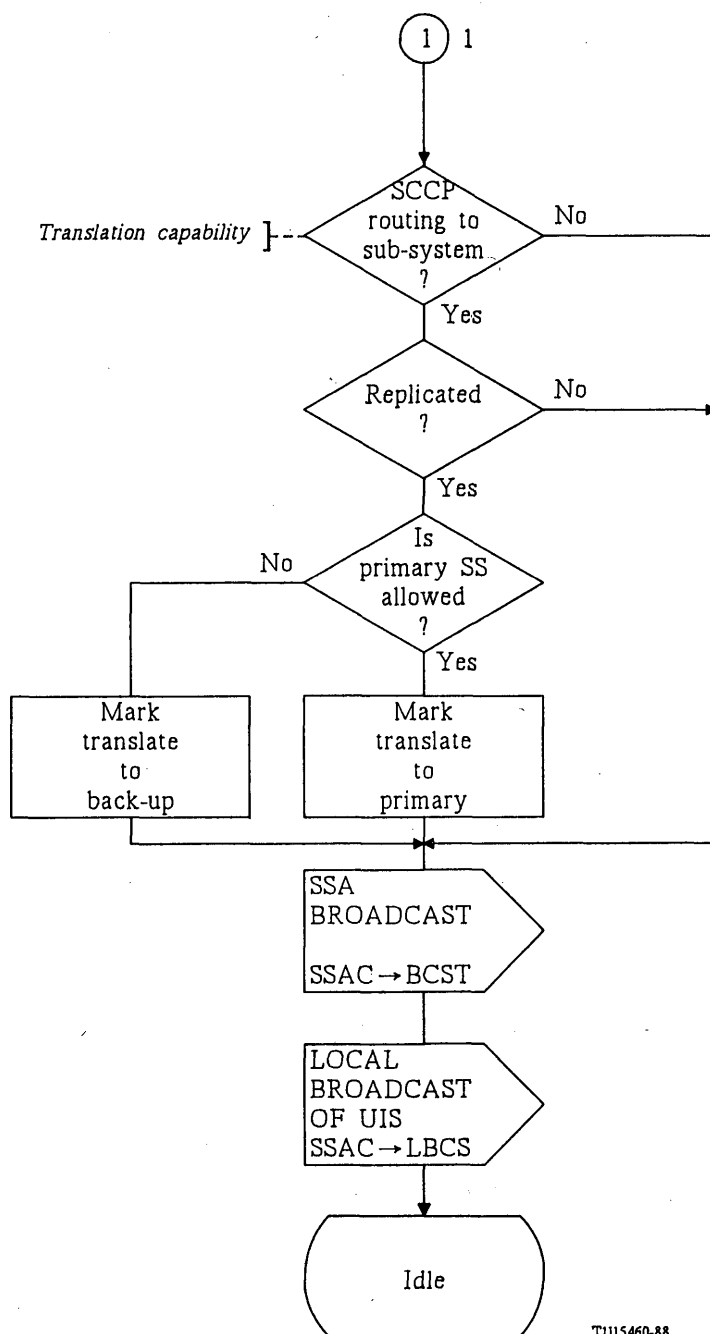 1 1
SCCP
routing to
sub-system
?
No
Translation capability
Yes
Replicated
?
No
Yes
Is
primary SS
allowed
?
No
Yes
Mark
translate
to
back-up
Mark
translate
to
primary
SSA
BROADCAST
SSAC→BCST
LOCAL
BROADCAST
OF UIS
SSAC→LBCS
Idle
T1115460-88